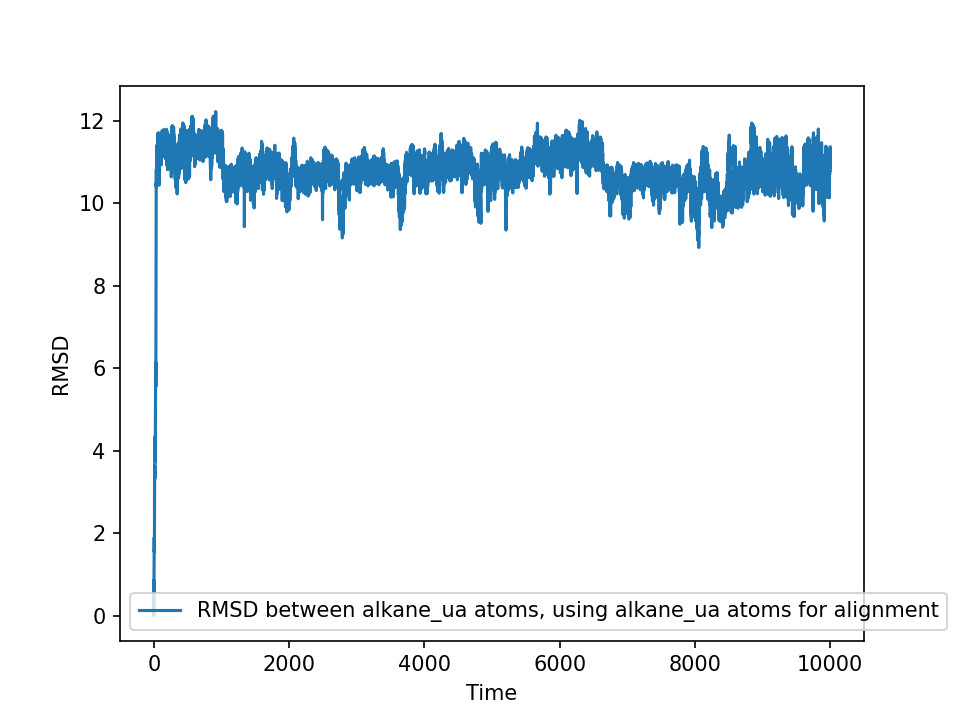 12
10
8
6
4
2
0
RMSD
RMSD between alkane_ua atoms, using alkane_ua atoms for alignment
0 2000 4000 6000 8000 10000
Time